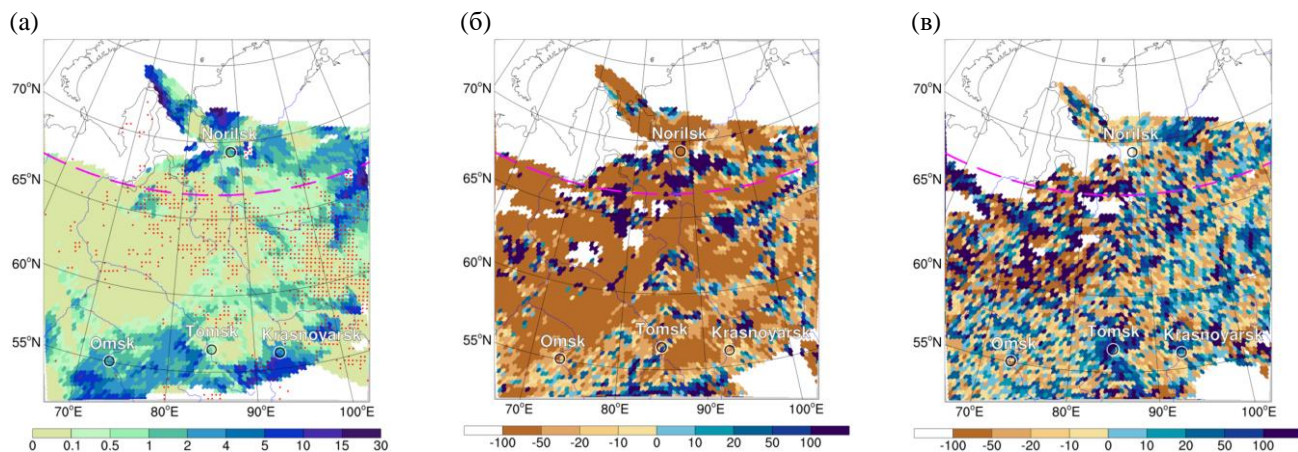 (а) (б) (в)
70°N 70°N 70°N
Norilsk Norilsk Norilsk
65°N 65°N 65°N
60°N 60°N 60°N
Tomsk Krasnoyarsk Tomsk Krasnoyarsk Tomsk Krasnoyarsk
55°N Omsk 55°N Omsk 55°N Omsk
70°E 80°E 90°E 100°E 70°E 80°E 90°E 100°E 70°E 80°E 90°E 100°E
0 0.1 0.5 1 2 4 5 10 15 30 -100 -50 -20 -10 0 10 20 50 100 -100 -50 -20 -10 0 10 20 50 100